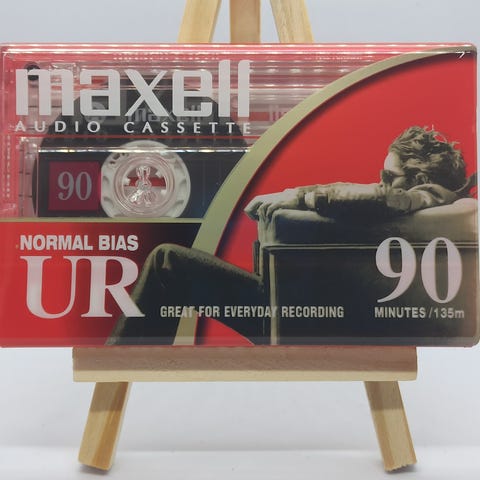 maxell
AUDIO CASSETTE
90
NORMAL BIAS
UR
GREAT FOR EVERYDAY RECORDING
90
MINUTES/135m